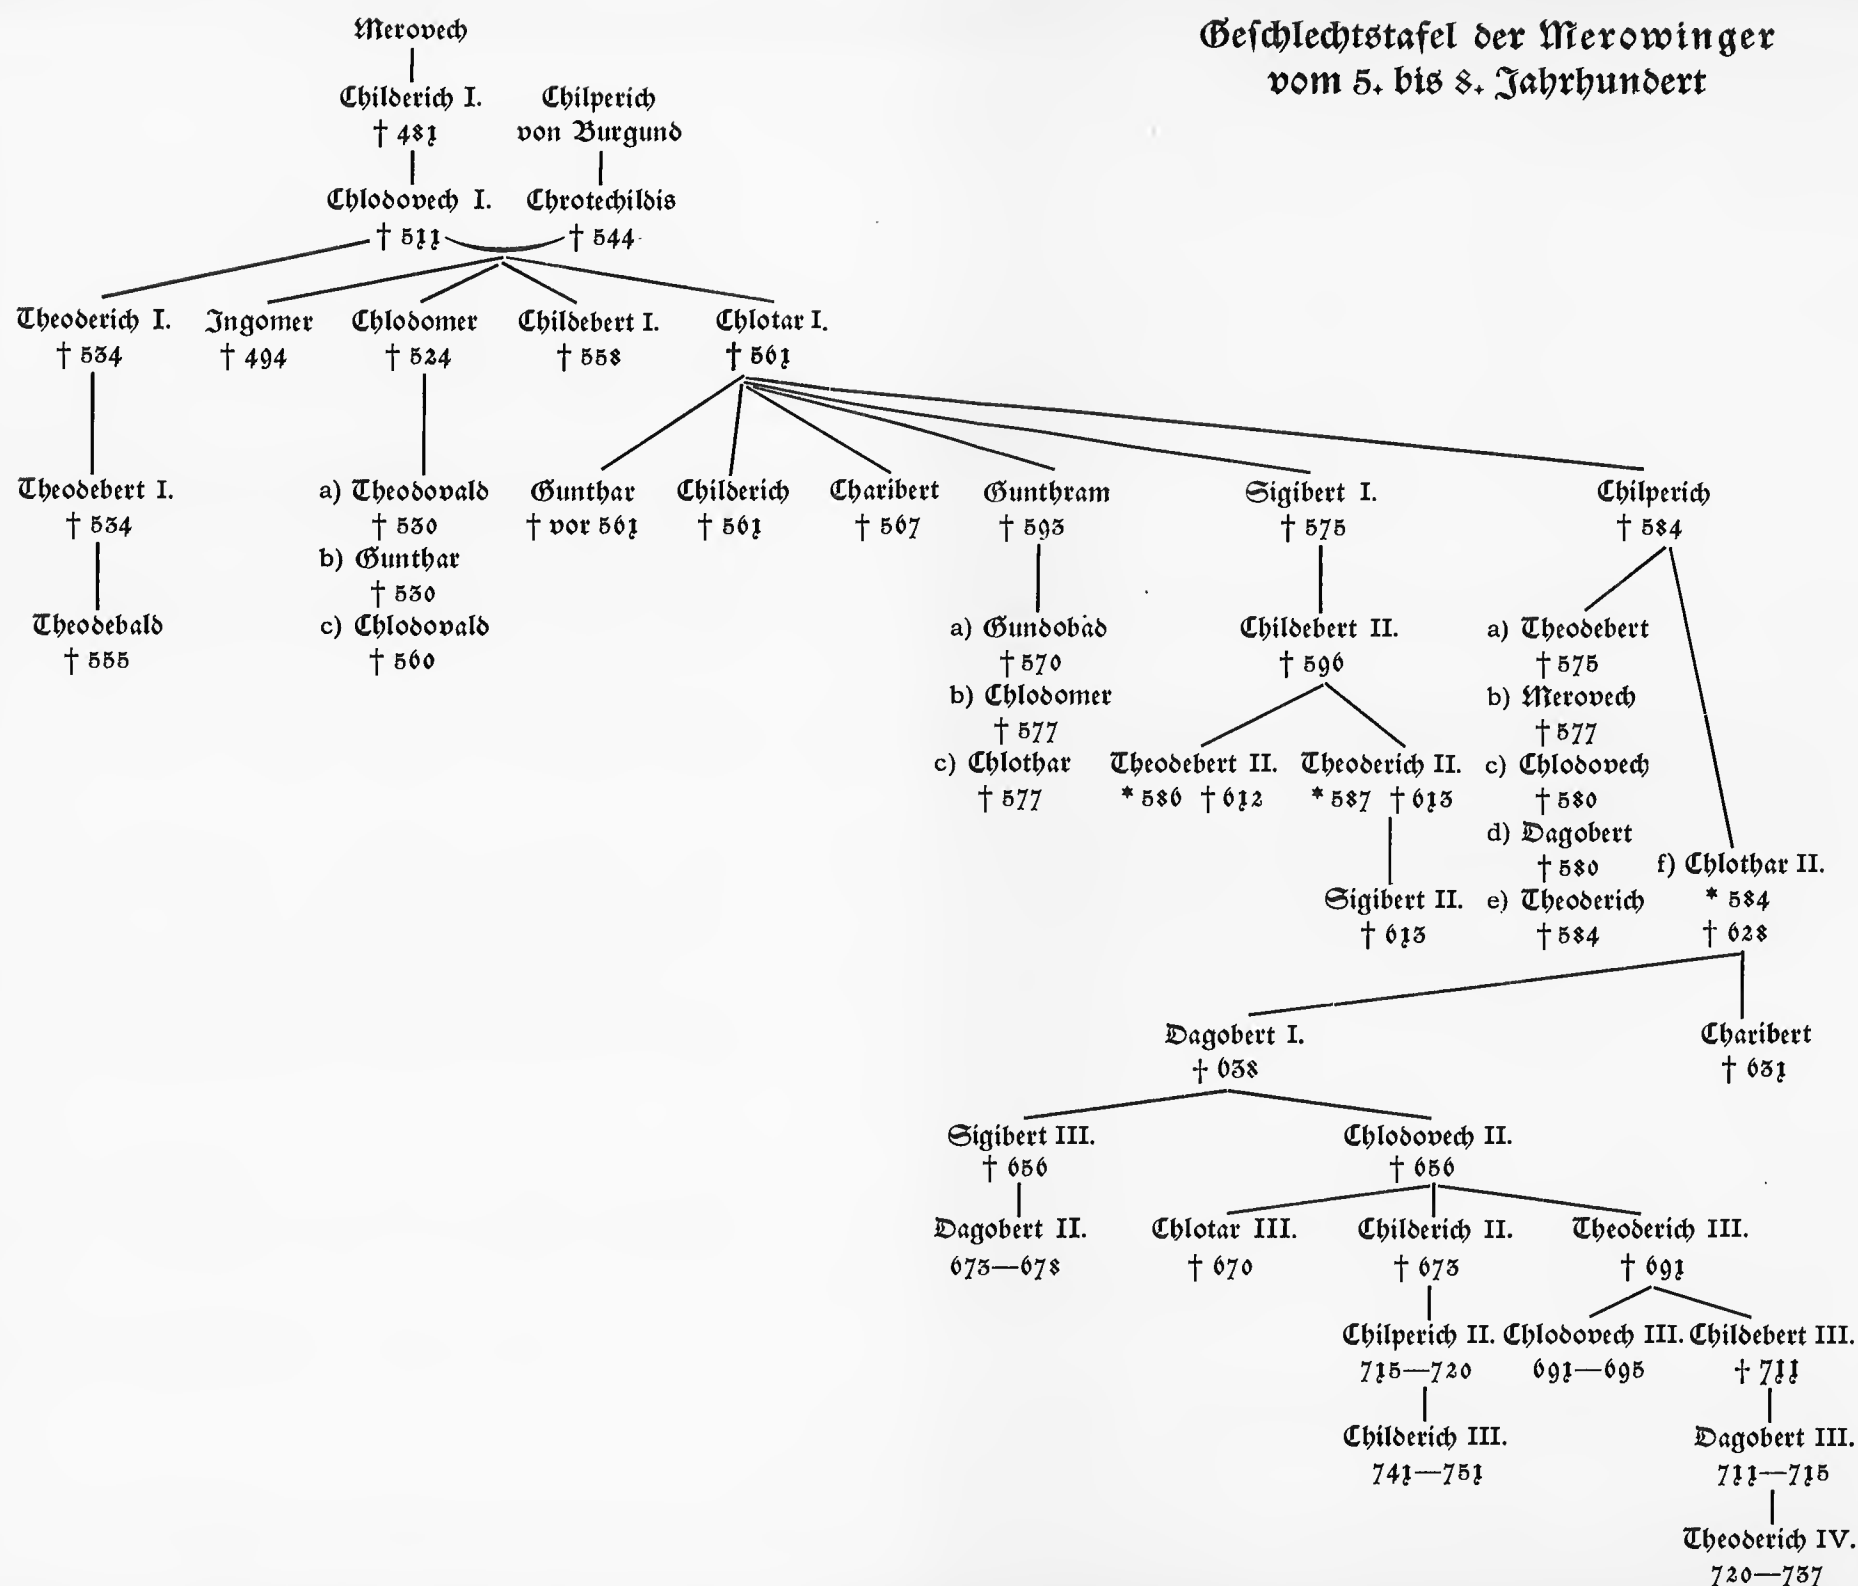 Geschlechtstafel der Merowinger
vom 5. bis 8. Jahrhundert
Merovech
Childerich I. Chilperich
† 481 von Burgund
Chlodovech I. Chrotechildis
† 511 † 544
Theoderich I. Ingomer Chlodomer Childebert I. Chlotar I.
† 534 † 494 † 524 † 558 † 561
Theodebert I. a) Theodovald Gunthar Childerich Charibert Gunthram Sigibert I. Chilperich
† 534 † 530 † vor 561 † 561 † 567 † 593 † 575 † 584
b) Gunthar
† 530
Theodebald c) Chlodovald a) Gundobad Childebert II. a) Theodebert
† 555 † 560 † 570 † 596 † 575
b) Chlodomer b) Merovech
† 577 † 577
c) Chlothar Theodebert II. Theoderich II. c) Chlodovech
† 577 * 586 † 612 * 587 † 613 † 580
d) Dagobert
† 580 f) Chlothar II.
Sigibert II. e) Theoderich * 584
† 613 † 584 † 628
Dagobert I. Charibert
† 638 † 631
Sigibert III. Chlodovech II.
† 656 † 656
Dagobert II. Chlotar III. Childerich II. Theoderich III.
673—678 † 670 † 673 † 691
Chilperich II. Chlodovech III. Childebert III.
715—720 691—695 † 711
Childerich III. Dagobert III.
741—751 711—715
Theoderich IV.
720—737